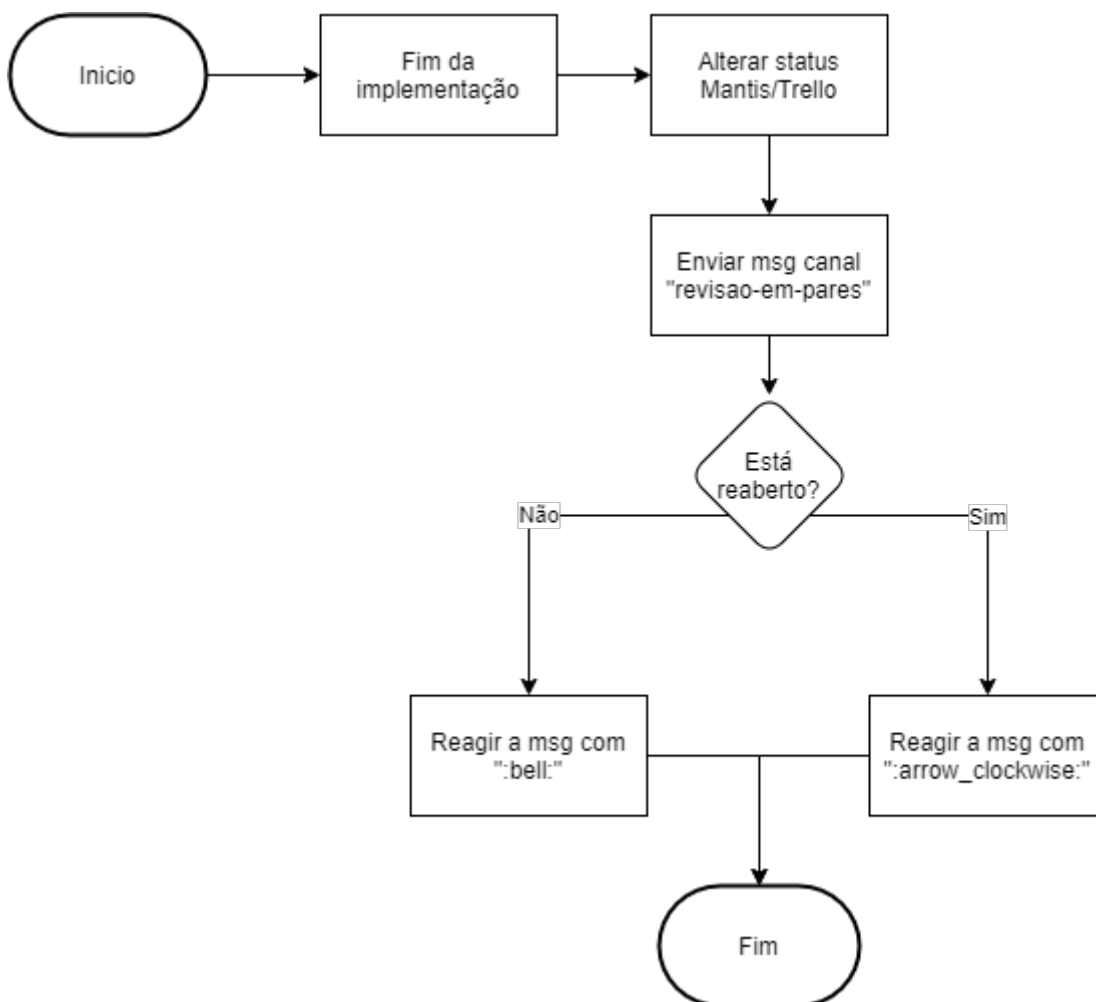 Inicio
Fim da
implementação
Alterar status
Mantis/Trello
Enviar msg canal
"revisao-em-pares"
Está
reaberto?
Não
Sim
Reagir a msg com
":bell:"
Reagir a msg com
":arrow_clockwise:"
Fim